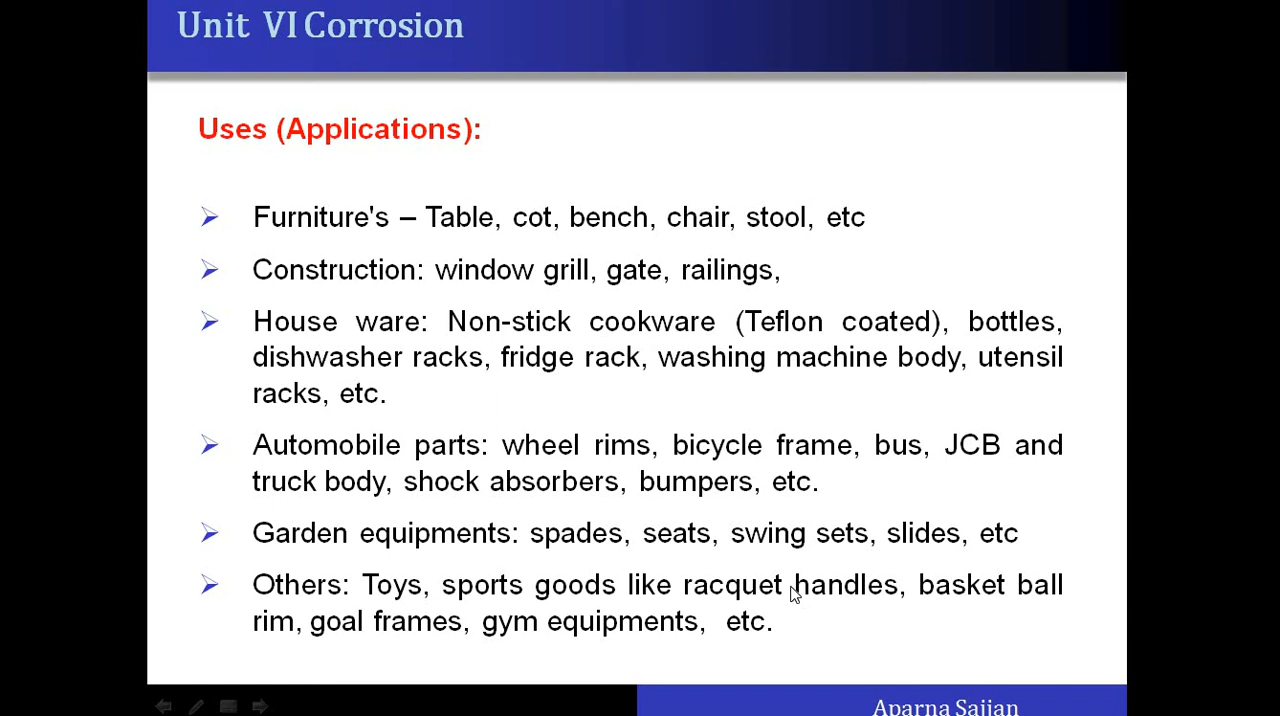 Unit VI Corrosion
Uses (Applications):
Furniture's – Table, cot, bench, chair, stool, etc
Construction: window grill, gate, railings,
House ware: Non-stick cookware (Teflon coated), bottles,
dishwasher racks, fridge rack, washing machine body, utensil
racks, etc.
Automobile parts: wheel rims, bicycle frame, bus, JCB and
truck body, shock absorbers, bumpers, etc.
Garden equipments: spades, seats, swing sets, slides, etc
Others: Toys, sports goods like racquet handles, basket ball
rim, goal frames, gym equipments, etc.
Aparna Sajjan